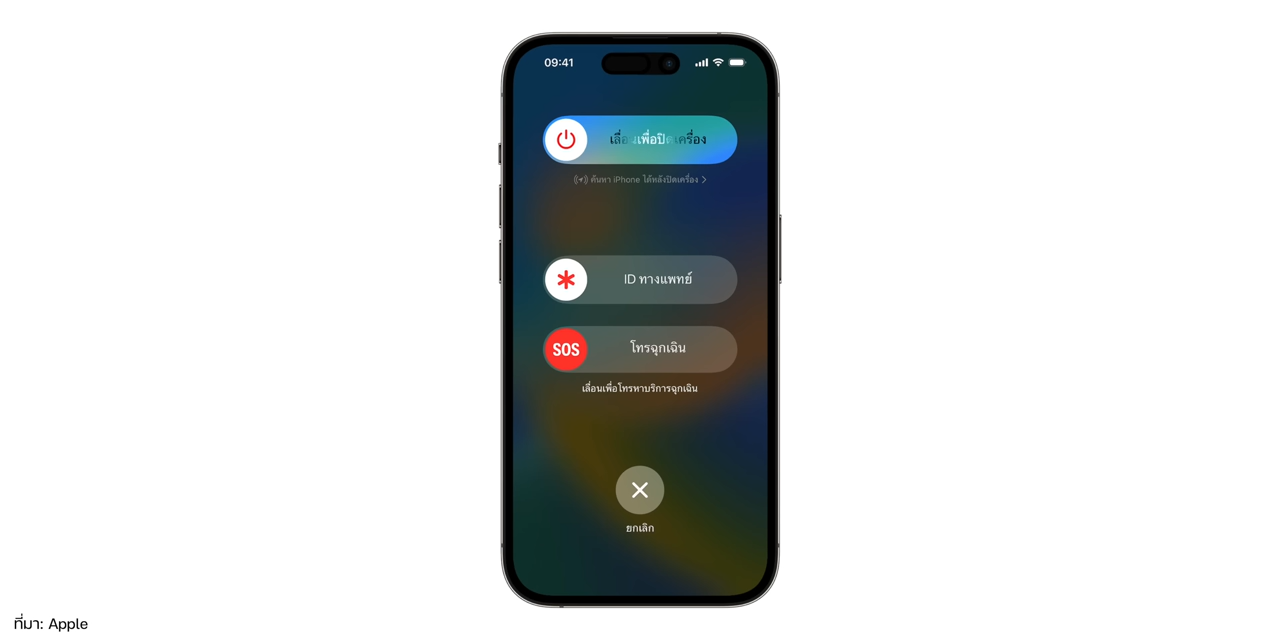 09:41
เลื่อนเพื่อปิดเครื่อง
ค้นหา iPhone ได้หลังปิดเครื่อง
ID ทางแพทย์
SOS
โทรฉุกเฉิน
เลื่อนเพื่อโทรหาบริการฉุกเฉิน
ยกเลิก
ที่มา: Apple